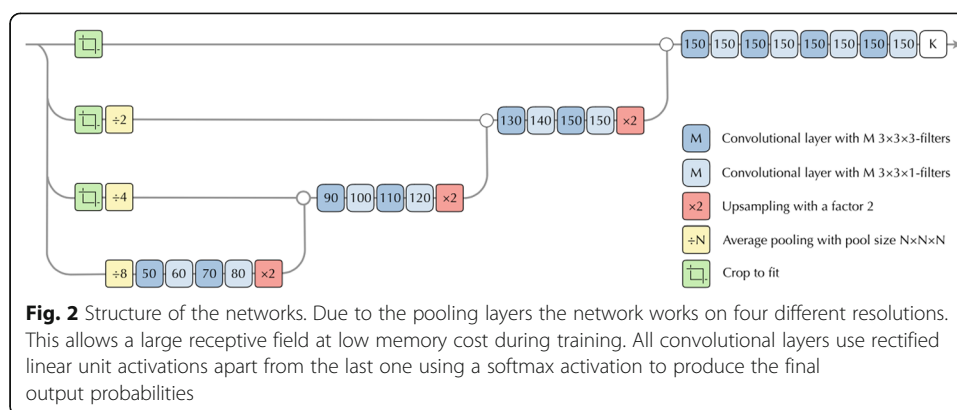 150 150 150 150 150 150 150 150 K
÷2 130 140 150 150 ×2
M Convolutional layer with M 3×3×3-filters
M Convolutional layer with M 3×3×1-filters
÷4 90 100 110 120 ×2
×2 Upsampling with a factor 2
÷N Average pooling with pool size N×N×N
÷8 50 60 70 80 ×2
Crop to fit
Fig. 2 Structure of the networks. Due to the pooling layers the network works on four different resolutions.
This allows a large receptive field at low memory cost during training. All convolutional layers use rectified
linear unit activations apart from the last one using a softmax activation to produce the final
output probabilities